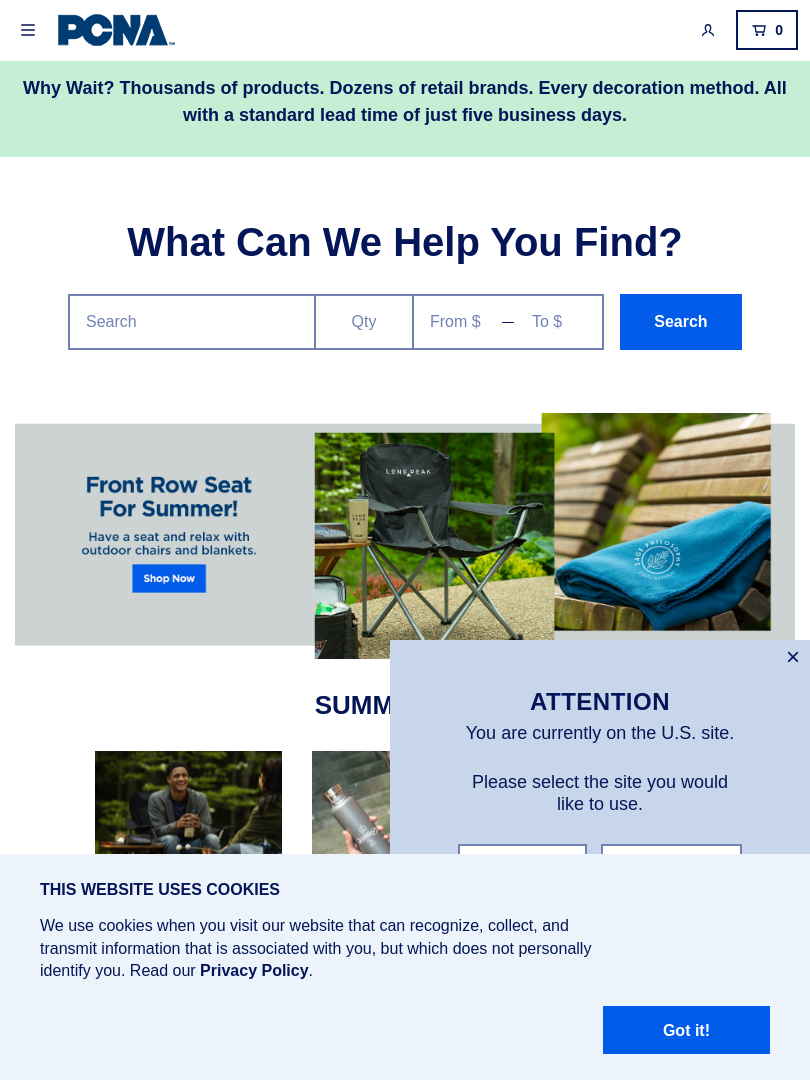 PCNA
0
Why Wait? Thousands of products. Dozens of retail brands. Every decoration method. All
with a standard lead time of just five business days.
What Can We Help You Find?
Search
Qty
From $
—
To $
Search
Front Row Seat
For Summer!
Have a seat and relax with
outdoor chairs and blankets.
Shop Now
LONE PEAK
SAGE PHILOSOPHY
SUMM
×
ATTENTION
You are currently on the U.S. site.
Please select the site you would
like to use.
THIS WEBSITE USES COOKIES
We use cookies when you visit our website that can recognize, collect, and
transmit information that is associated with you, but which does not personally
identify you. Read our Privacy Policy.
Got it!